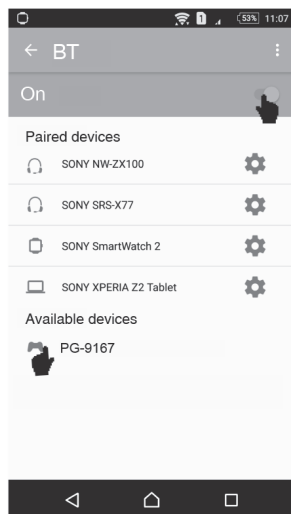 1 53% 11:07
BT
On
Paired devices
SONY NW-ZX100
SONY SRS-X77
SONY SmartWatch 2
SONY XPERIA Z2 Tablet
Available devices
PG-9167